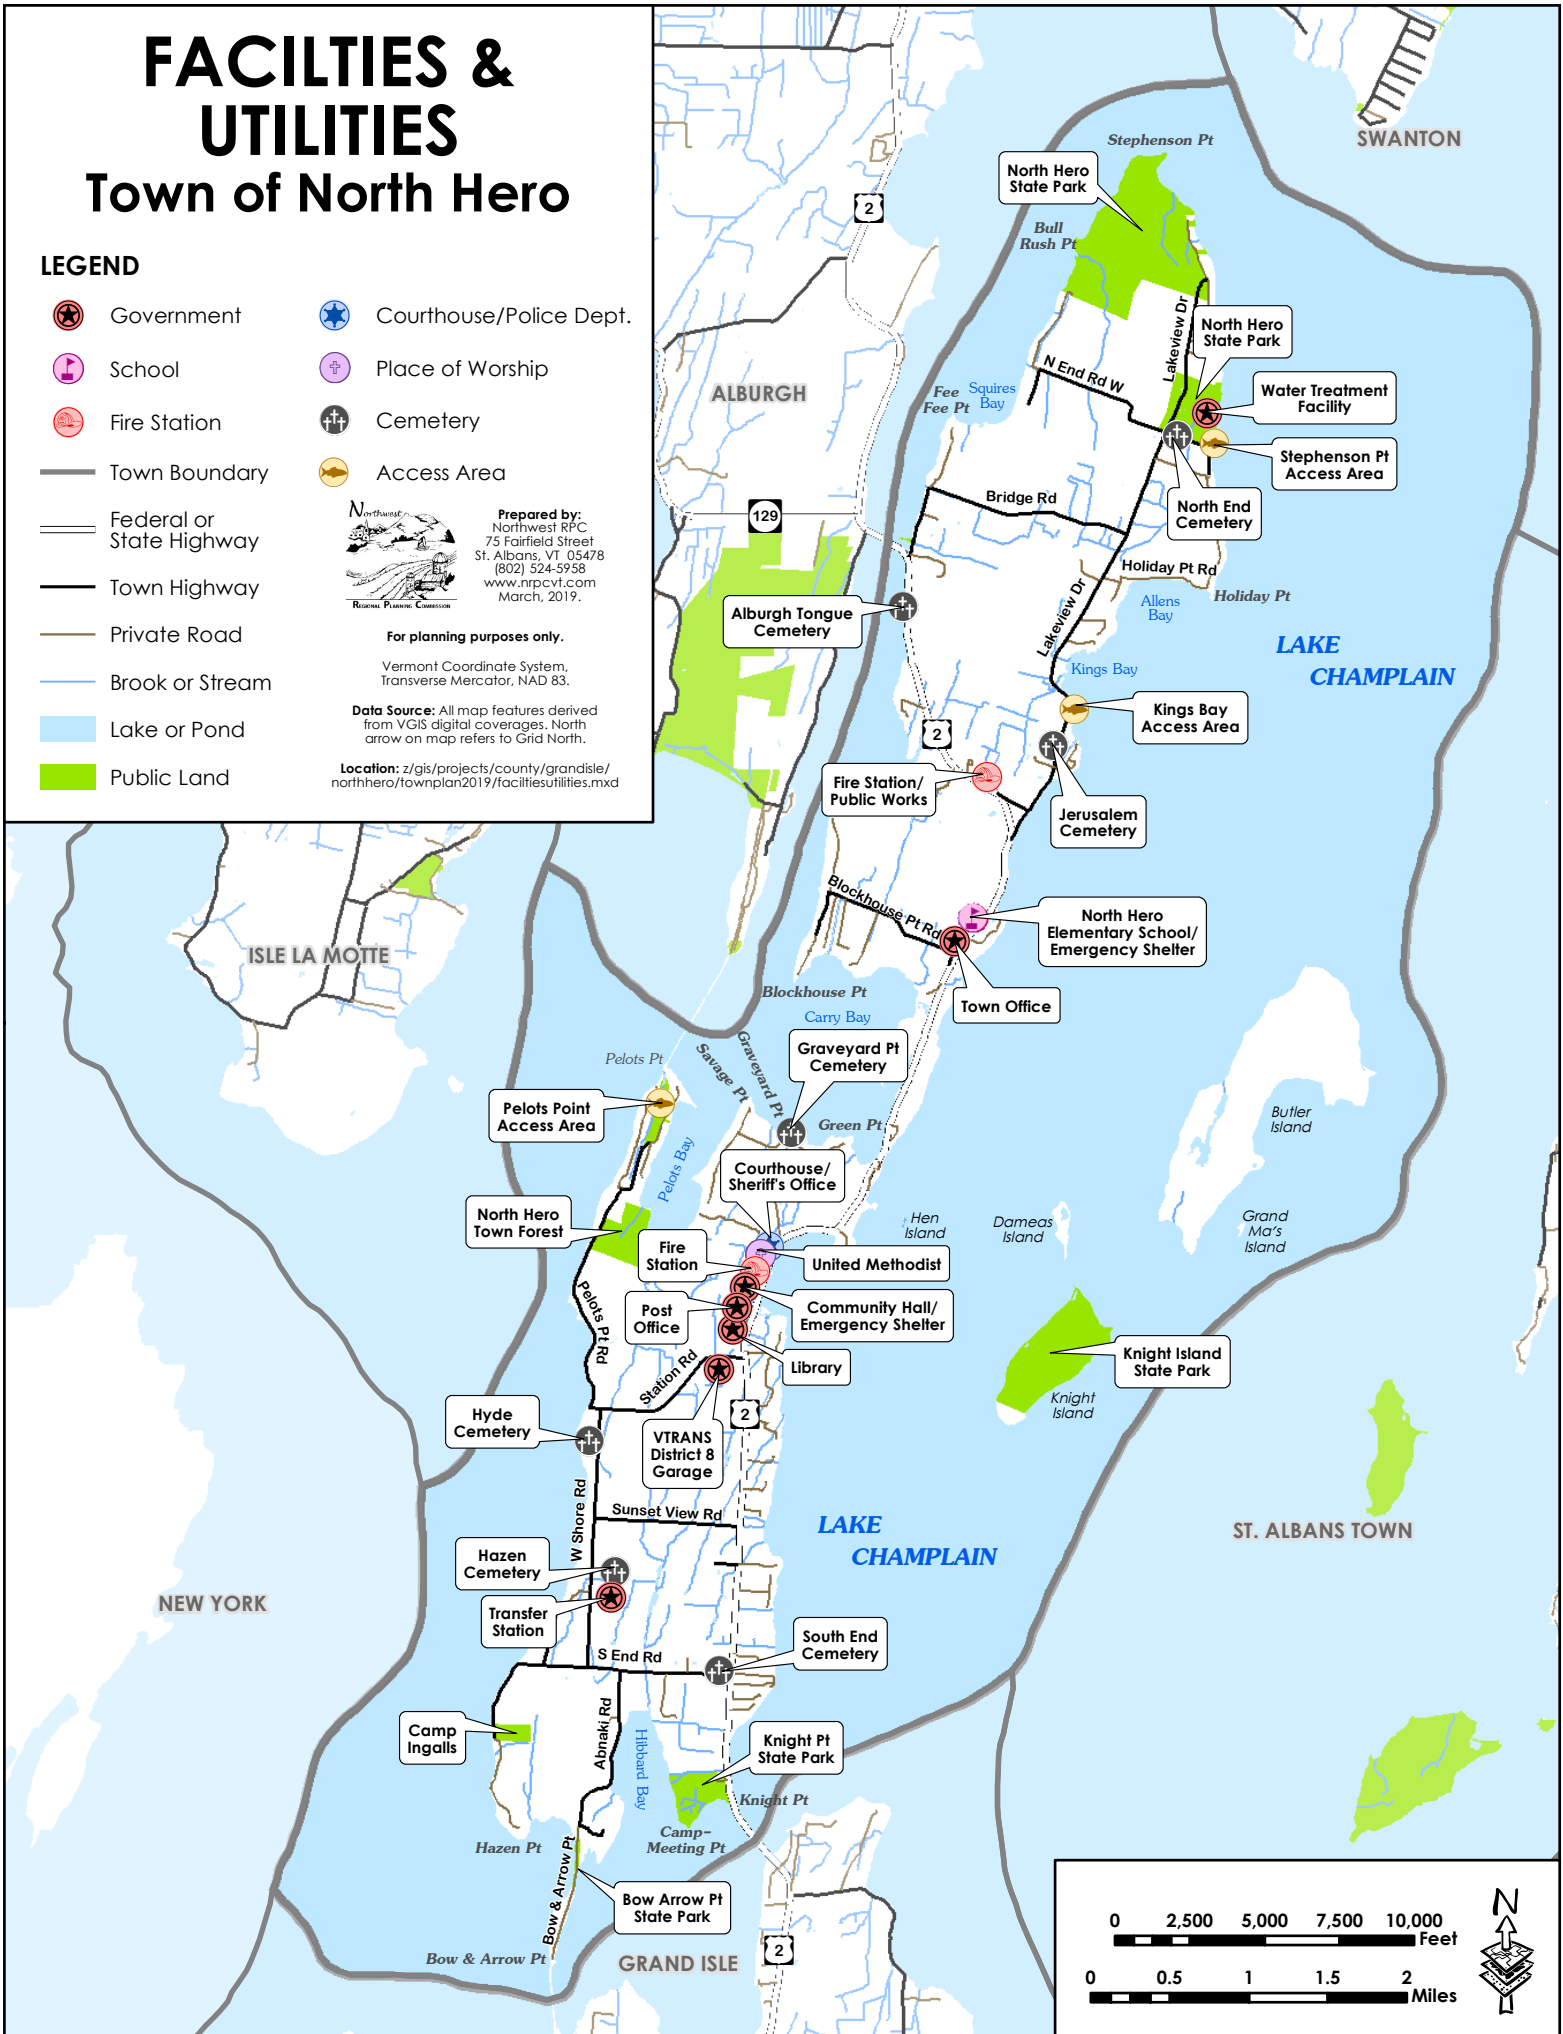 FACILTIES &
UTILITIES
Town of North Hero
LEGEND
Government
School
Fire Station
Town Boundary
Federal or
State Highway
Town Highway
Private Road
Brook or Stream
Lake or Pond
Public Land
Courthouse/Police Dept.
Place of Worship
Cemetery
Access Area
Northwest
REGIONAL PLANNING COMMISSION
Prepared by:
Northwest RPC
75 Fairfield Street
St. Albans, VT 05478
(802) 524-5958
www.nrpcvt.com
March, 2019.
For planning purposes only.
Vermont Coordinate System,
Transverse Mercator, NAD 83.
Data Source: All map features derived
from VGIS digital coverages. North
arrow on map refers to Grid North.
Location: z/gis/projects/county/grandisle/
northhero/townplan2019/faciltiesutilities.mxd
SWANTON
Stephenson Pt
North Hero
State Park
2
Bull
Rush Pt
Lakeview Dr
North Hero
State Park
N End Rd W
ALBURGH
Fee
Fee Pt
Squires
Bay
Water Treatment
Facility
Stephenson Pt
Access Area
Bridge Rd
North End
Cemetery
129
Holiday Pt Rd
Holiday Pt
Allens
Bay
Alburgh Tongue
Cemetery
Lakeview Dr
LAKE
CHAMPLAIN
Kings Bay
Kings Bay
Access Area
2
Fire Station/
Public Works
Jerusalem
Cemetery
Blockhouse Pt Rd
North Hero
Elementary School/
Emergency Shelter
ISLE LA MOTTE
Blockhouse Pt
Town Office
Carry Bay
Graveyard Pt
Cemetery
Pelots Pt
Savage Pt
Graveyard Pt
Pelots Point
Access Area
Green Pt
Butler
Island
Pelots Bay
Courthouse/
Sheriff's Office
North Hero
Town Forest
Hen
Island
Dameas
Island
Grand
Ma's
Island
Fire
Station
United Methodist
Pelots Pt Rd
Post
Office
Community Hall/
Emergency Shelter
Library
Knight Island
State Park
Station Rd
Knight
Island
Hyde
Cemetery
2
VTRANS
District 8
Garage
W Shore Rd
Sunset View Rd
LAKE
CHAMPLAIN
ST. ALBANS TOWN
Hazen
Cemetery
NEW YORK
Transfer
Station
South End
Cemetery
S End Rd
Abnaki Rd
Camp
Ingalls
Hibbard Bay
Knight Pt
State Park
Knight Pt
Camp-
Meeting Pt
Hazen Pt
Bow & Arrow Pt
Bow Arrow Pt
State Park
Bow & Arrow Pt
GRAND ISLE
2
0 2,500 5,000 7,500 10,000
Feet
0 0.5 1 1.5 2
Miles
N